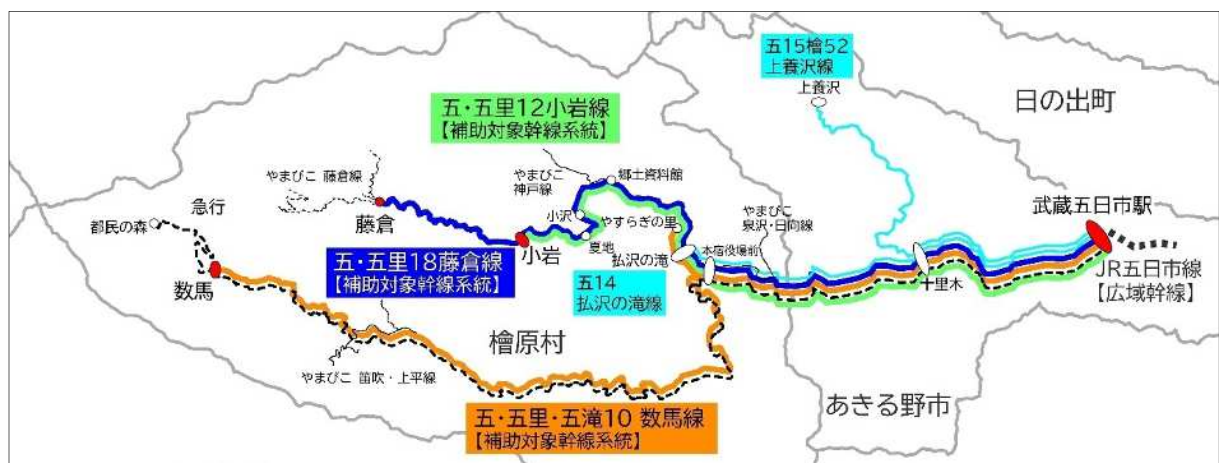 五15檜52
上養沢線
上養沢
日の出町
五・五里12小岩線
【補助対象幹線系統】
やまびこ 藤倉線
やまびこ
神戸線
郷土資料館
急行
都民の森
藤倉
小沢
やすらぎの里
やまびこ
泉沢・日向線
武蔵五日市駅
小岩
夏地
払沢の滝
本宿役場前
数馬
五・五里18藤倉線
【補助対象幹線系統】
五14
払沢の滝線
十里木
JR五日市線
【広域幹線】
檜原村
やまびこ 笛吹・上平線
あきる野市
五・五里・五滝10 数馬線
【補助対象幹線系統】